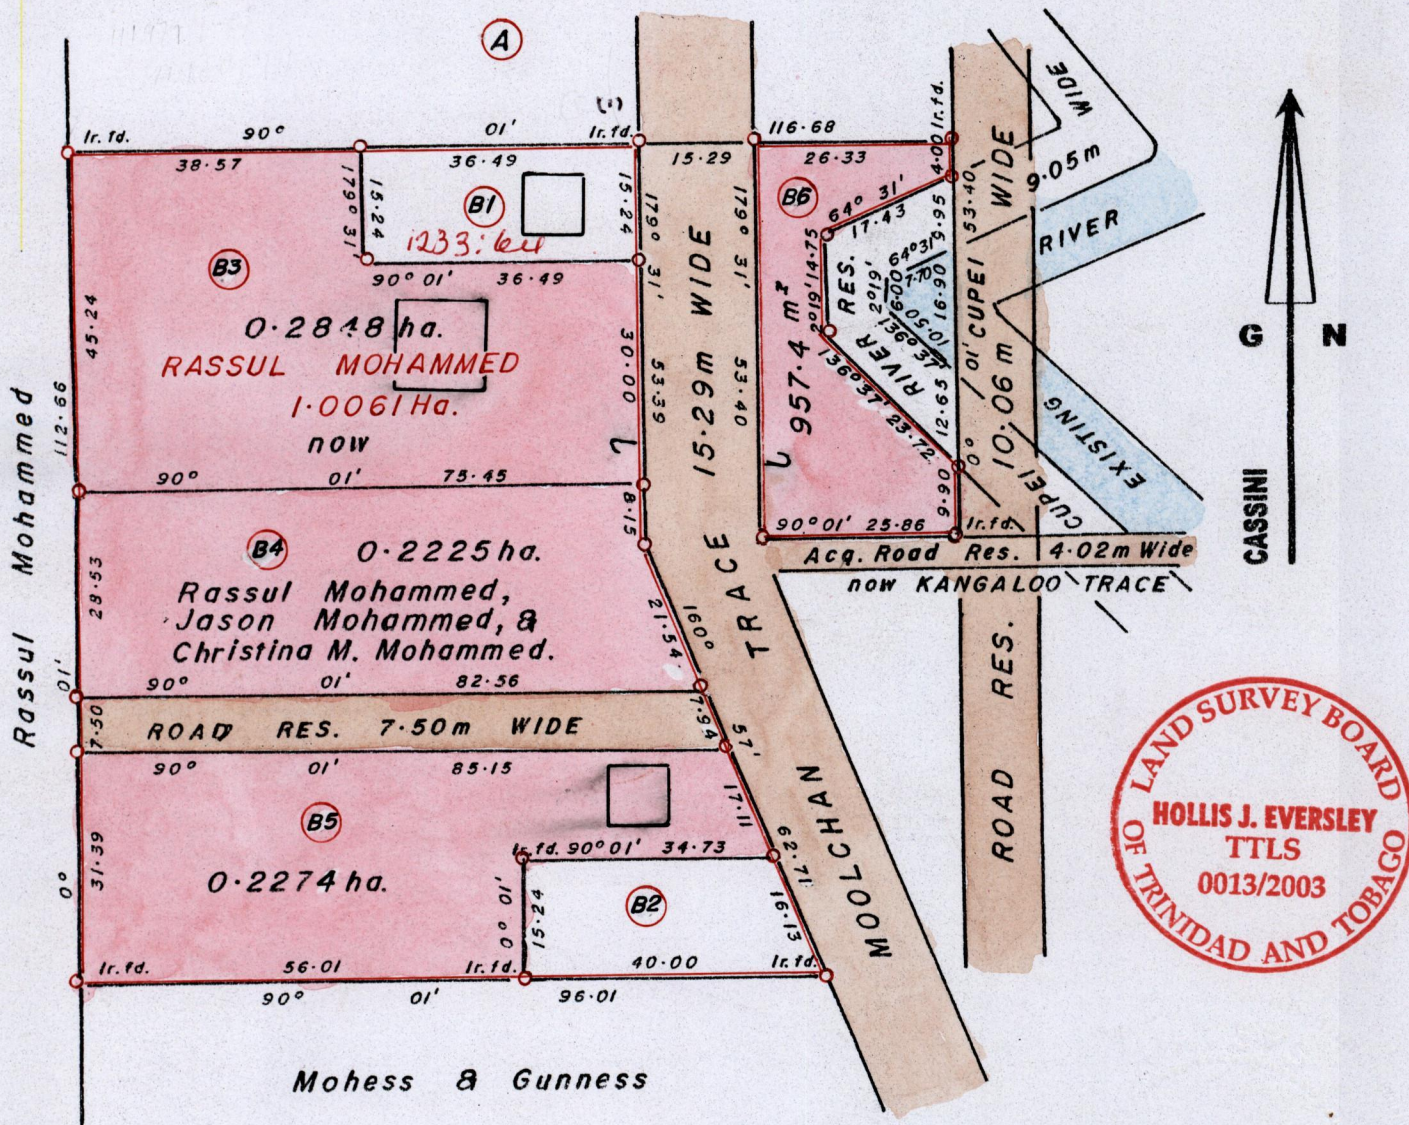 A
Ir. fd.
90° 01'
Ir. fd.
38·57
36·49
15·29
116·68
26·33
4·00
Ir. fd.
WIDE
9·05 m
RIVER
B1
1233:64
15·24
179° 31'
90° 01' 36·49
15·24
179° 31'
B3
0·2848 ha.
RASSUL MOHAMMED
1·0061 Ha.
now
45·24
112·66
30·00
53·39
90° 01' 75·45
B6
64° 31'
17·43
179° 31'
53·40
957·4 m²
2°19' 14·75
RES.
RIVER
2°19'
6·00
64°31'
7·70
10·50
136° 37'
136° 37' 23·72
9·95
16·90
12·65
53·40
0° 01'
9·90
CUPEI
10·06 m WIDE
CUPEI
EXISTING
90° 01' 25·86
Ir. fd.
Acq. Road Res. 4·02m Wide
now KANGALOO TRACE
15·29m WIDE
TRACE
MOOLCHAN
ROAD RES.
Rassul Mohammed
B4
0·2225 ha.
Rassul Mohammed,
Jason Mohammed, &
Christina M. Mohammed.
28·53
8·15
21·54
160° 57'
62·71
90° 01' 82·56
ROAD RES. 7·50m WIDE
7·50
7·94
90° 01' 85·15
B5
0·2274 ha.
31·39
0° 01'
17·11
Ir. fd. 90° 01' 34·73
0° 01'
15·24
B2
16·13
Ir. fd.
56·01
Ir. fd.
40·00
Ir. fd.
90° 01' 96·01
Mohess & Gunness
G N
CASSINI
LAND SURVEY BOARD
HOLLIS J. EVERSLEY
TTLS
0013/2003
OF TRINIDAD AND TOBAGO